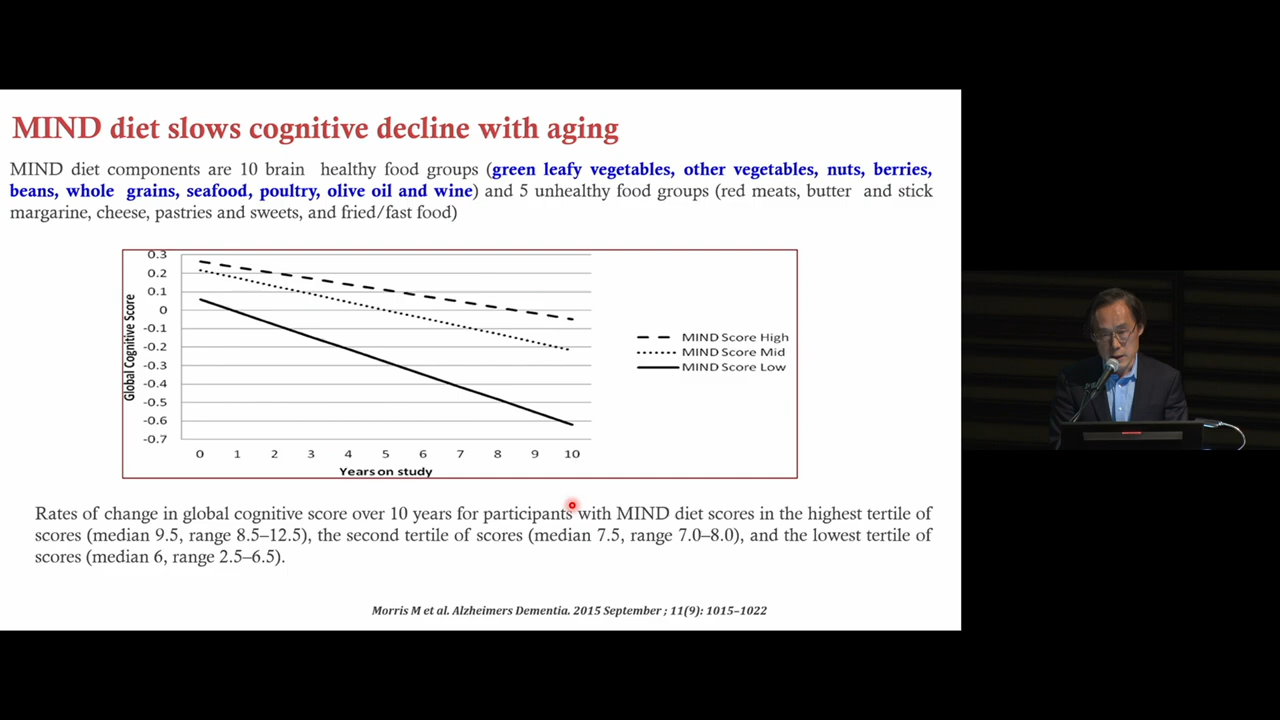 MIND diet slows cognitive decline with aging
MIND diet components are 10 brain healthy food groups (green leafy vegetables, other vegetables, nuts, berries,
beans, whole grains, seafood, poultry, olive oil and wine) and 5 unhealthy food groups (red meats, butter and stick
margarine, cheese, pastries and sweets, and fried/fast food)
0.3
0.2
0.1
0
-0.1
-0.2
-0.3
-0.4
-0.5
-0.6
-0.7
Global Cognitive Score
0 1 2 3 4 5 6 7 8 9 10
Years on study
MIND Score High
MIND Score Mid
MIND Score Low
Rates of change in global cognitive score over 10 years for participants with MIND diet scores in the highest tertile of
scores (median 9.5, range 8.5–12.5), the second tertile of scores (median 7.5, range 7.0–8.0), and the lowest tertile of
scores (median 6, range 2.5–6.5).
Morris M et al. Alzheimers Dementia. 2015 September ; 11(9): 1015–1022